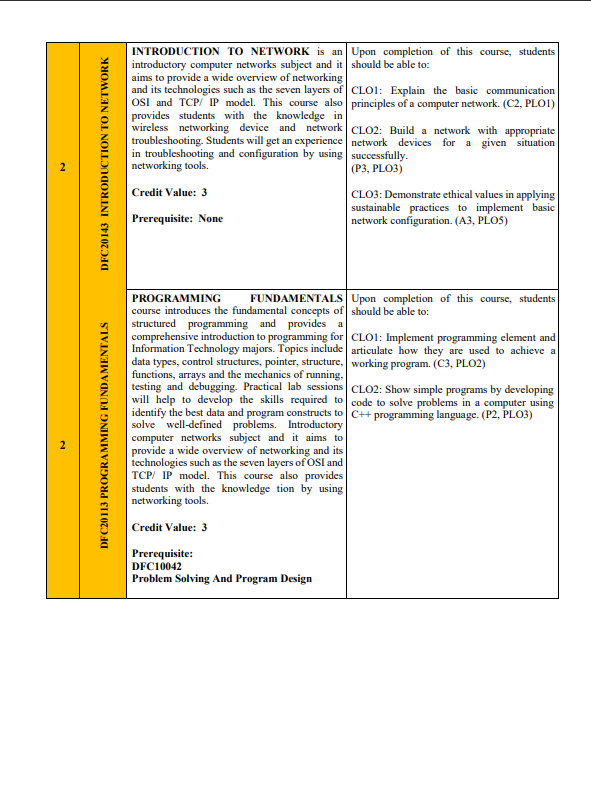 2
DFC20143 INTRODUCTION TO NETWORK
INTRODUCTION TO NETWORK is an
introductory computer networks subject and it
aims to provide a wide overview of networking
and its technologies such as the seven layers of
OSI and TCP/ IP model. This course also
provides students with the knowledge in
wireless networking device and network
troubleshooting. Students will get an experience
in troubleshooting and configuration by using
networking tools.
Credit Value: 3
Prerequisite: None
Upon completion of this course, students
should be able to:
CLO1: Explain the basic communication
principles of a computer network. (C2, PLO1)
CLO2: Build a network with appropriate
network devices for a given situation
successfully.
(P3, PLO3)
CLO3: Demonstrate ethical values in applying
sustainable practices to implement basic
network configuration. (A3, PLO5)
2
DFC20113 PROGRAMMING FUNDAMENTALS
PROGRAMMING FUNDAMENTALS
course introduces the fundamental concepts of
structured programming and provides a
comprehensive introduction to programming for
Information Technology majors. Topics include
data types, control structures, pointer, structure,
functions, arrays and the mechanics of running,
testing and debugging. Practical lab sessions
will help to develop the skills required to
identify the best data and program constructs to
solve well-defined problems. Introductory
computer networks subject and it aims to
provide a wide overview of networking and its
technologies such as the seven layers of OSI and
TCP/ IP model. This course also provides
students with the knowledge tion by using
networking tools.
Credit Value: 3
Prerequisite:
DFC10042
Problem Solving And Program Design
Upon completion of this course, students
should be able to:
CLO1: Implement programming element and
articulate how they are used to achieve a
working program. (C3, PLO2)
CLO2: Show simple programs by developing
code to solve problems in a computer using
C++ programming language. (P2, PLO3)